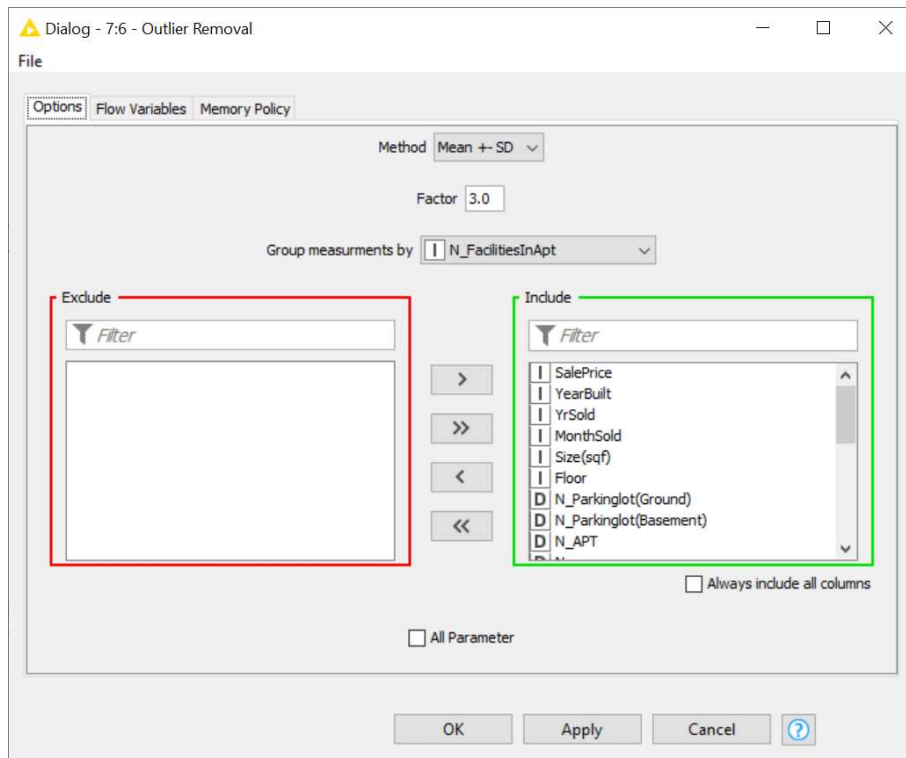 Dialog - 7:6 - Outlier Removal
File
Options Flow Variables Memory Policy
Method Mean +- SD
Factor 3.0
Group measurments by I N_FacilitiesInApt
Exclude
Filter
Include
Filter
>
>>
<
<<
I SalePrice
I YearBuilt
I YrSold
I MonthSold
I Size(sqf)
I Floor
D N_Parkinglot(Ground)
D N_Parkinglot(Basement)
D N_APT
Always include all columns
All Parameter
OK Apply Cancel ?